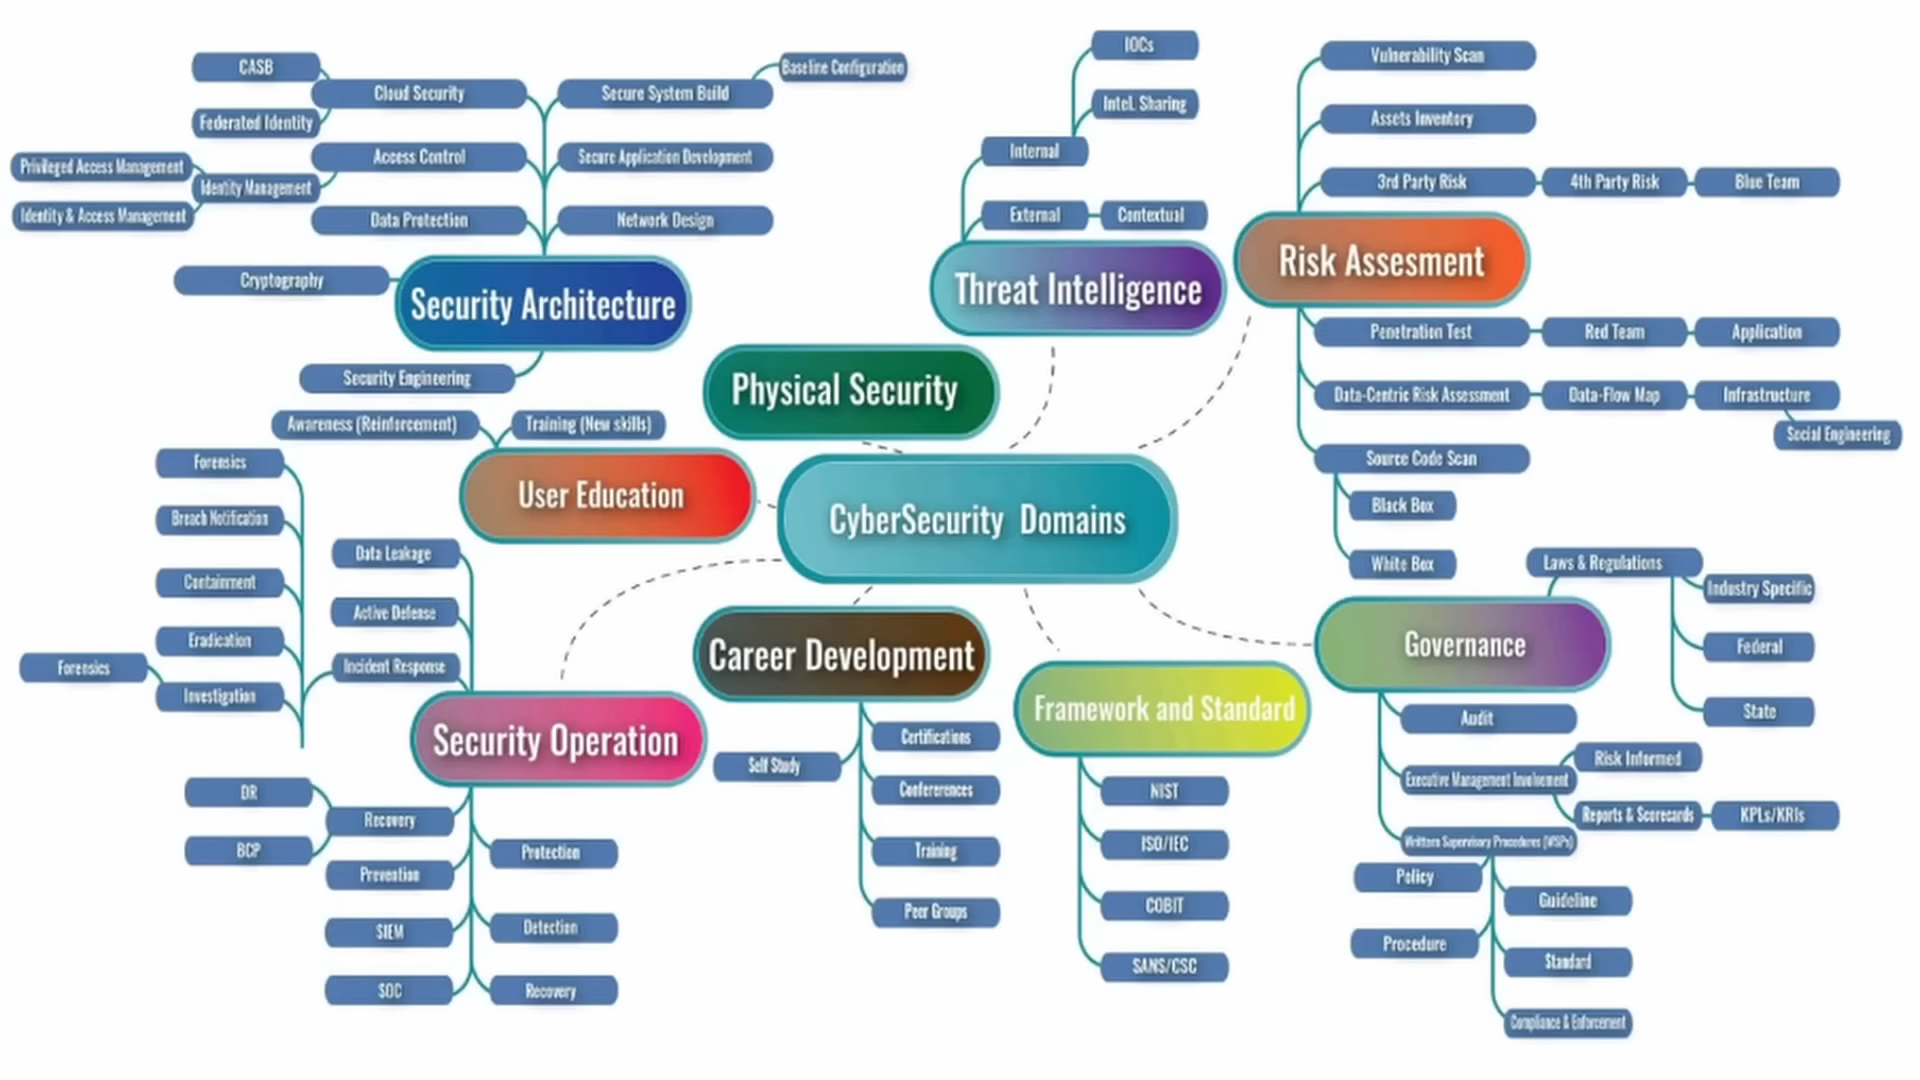 CASB
Cloud Security
Federated Identity
Privileged Access Management
Access Control
Identity Management
Identity & Access Management
Data Protection
Cryptography
Secure System Build
Baseline Configuration
Secure Application Development
Network Design
Security Architecture
Security Engineering
IOCs
Intel. Sharing
Internal
External
Contextual
Threat Intelligence
Vulnerability Scan
Assets Inventory
3rd Party Risk
4th Party Risk
Blue Team
Risk Assesment
Penetration Test
Red Team
Application
Data-Centric Risk Assessment
Data-Flow Map
Infrastructure
Social Engineering
Source Code Scan
Black Box
White Box
Physical Security
Awareness (Reinforcement)
Training (New skills)
User Education
CyberSecurity Domains
Forensics
Breach Notification
Containment
Eradication
Forensics
Investigation
Data Leakage
Active Defense
Incident Response
Security Operation
DR
BCP
Recovery
Prevention
SIEM
SOC
Protection
Detection
Recovery
Career Development
Self Study
Certifications
Confererences
Training
Peer Groups
Framework and Standard
NIST
ISO/IEC
COBIT
SANS/CSC
Laws & Regulations
Industry Specific
Federal
State
Governance
Audit
Executive Management Involvement
Risk Informed
Reports & Scorecards
KPLs/KRIs
Written Supervisory Procedures (WSPs)
Policy
Procedure
Guideline
Standard
Compliance & Enforcement